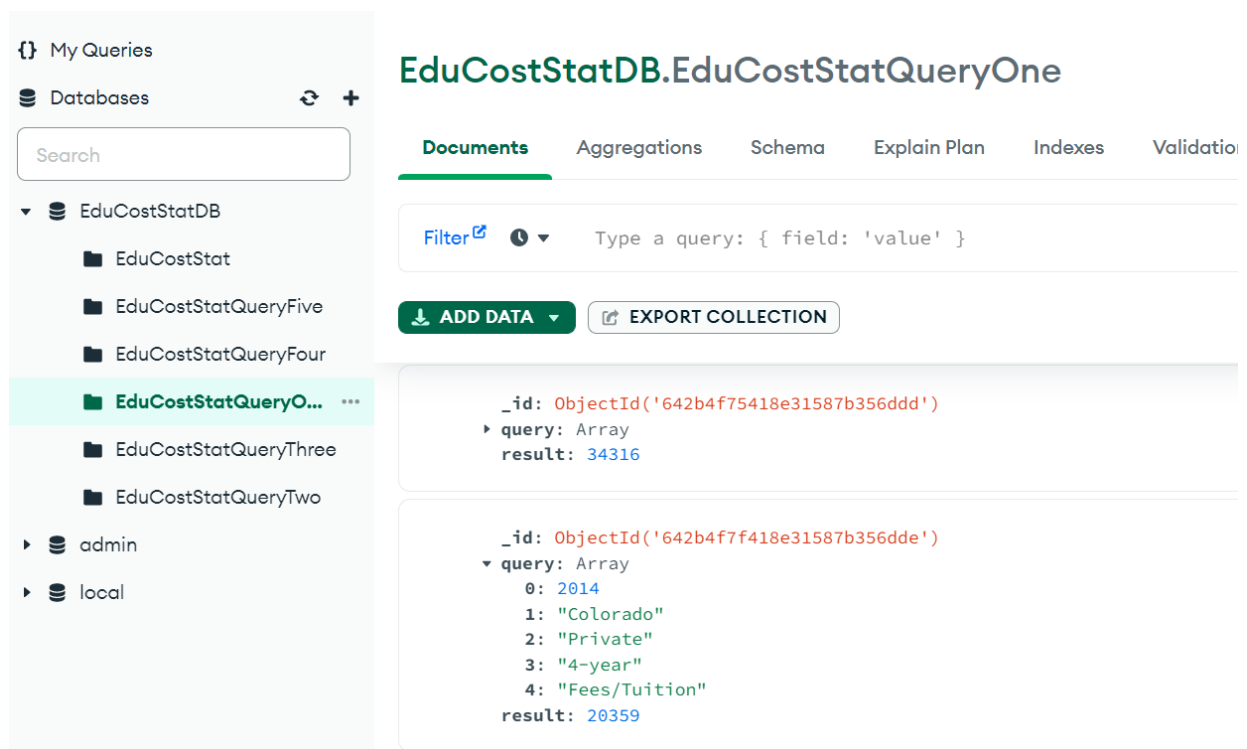 {} My Queries
Databases
Search
EduCostStatDB
EduCostStat
EduCostStatQueryFive
EduCostStatQueryFour
EduCostStatQueryO...
EduCostStatQueryThree
EduCostStatQueryTwo
admin
local
EduCostStatDB.EduCostStatQueryOne
Documents Aggregations Schema Explain Plan Indexes Validation
Filter Type a query: { field: 'value' }
ADD DATA EXPORT COLLECTION
_id: ObjectId('642b4f75418e31587b356ddd')
query: Array
result: 34316
_id: ObjectId('642b4f7f418e31587b356dde')
query: Array
0: 2014
1: "Colorado"
2: "Private"
3: "4-year"
4: "Fees/Tuition"
result: 20359